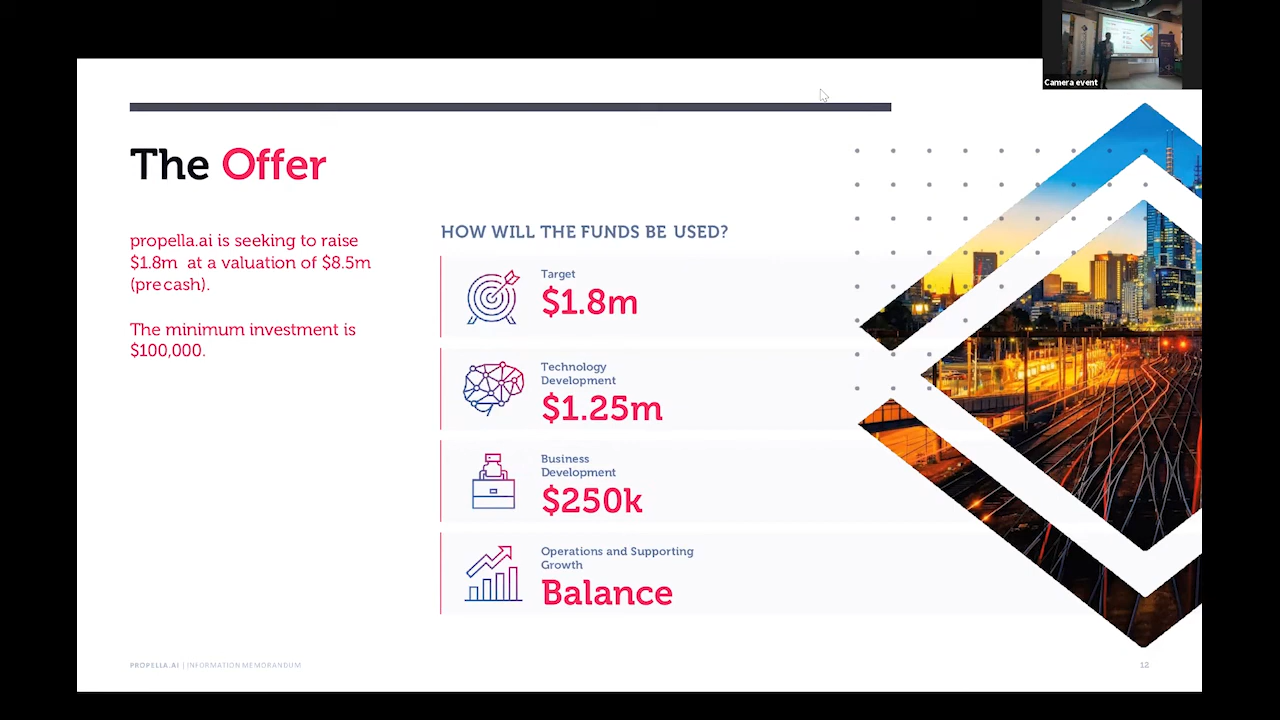 Camera event
The Offer
propella.ai is seeking to raise
$1.8m at a valuation of $8.5m
(pre cash).
The minimum investment is
$100,000.
HOW WILL THE FUNDS BE USED?
Target
$1.8m
Technology
Development
$1.25m
Business
Development
$250k
Operations and Supporting
Growth
Balance
PROPELLA.AI | INFORMATION MEMORANDUM
12